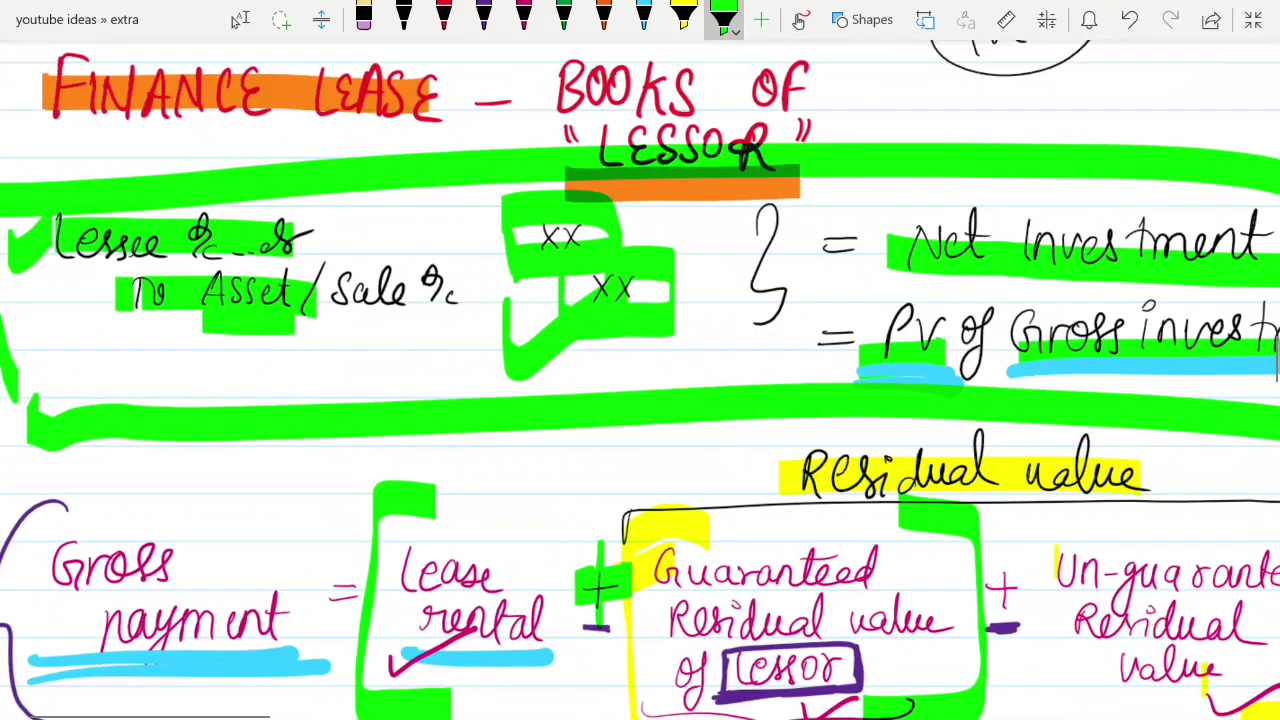 youtube ideas » extra
Shapes
FINANCE LEASE - BOOKS OF
"LESSOR"
Lessee a/c ...dr
To Asset/Sale a/c
XX
XX
= Net Investment
= PV of Gross invest
Residual value
Gross
payment
=
Lease
rental
+
Guaranteed
Residual value
of Lessor
+
Un-guarante
Residual
value